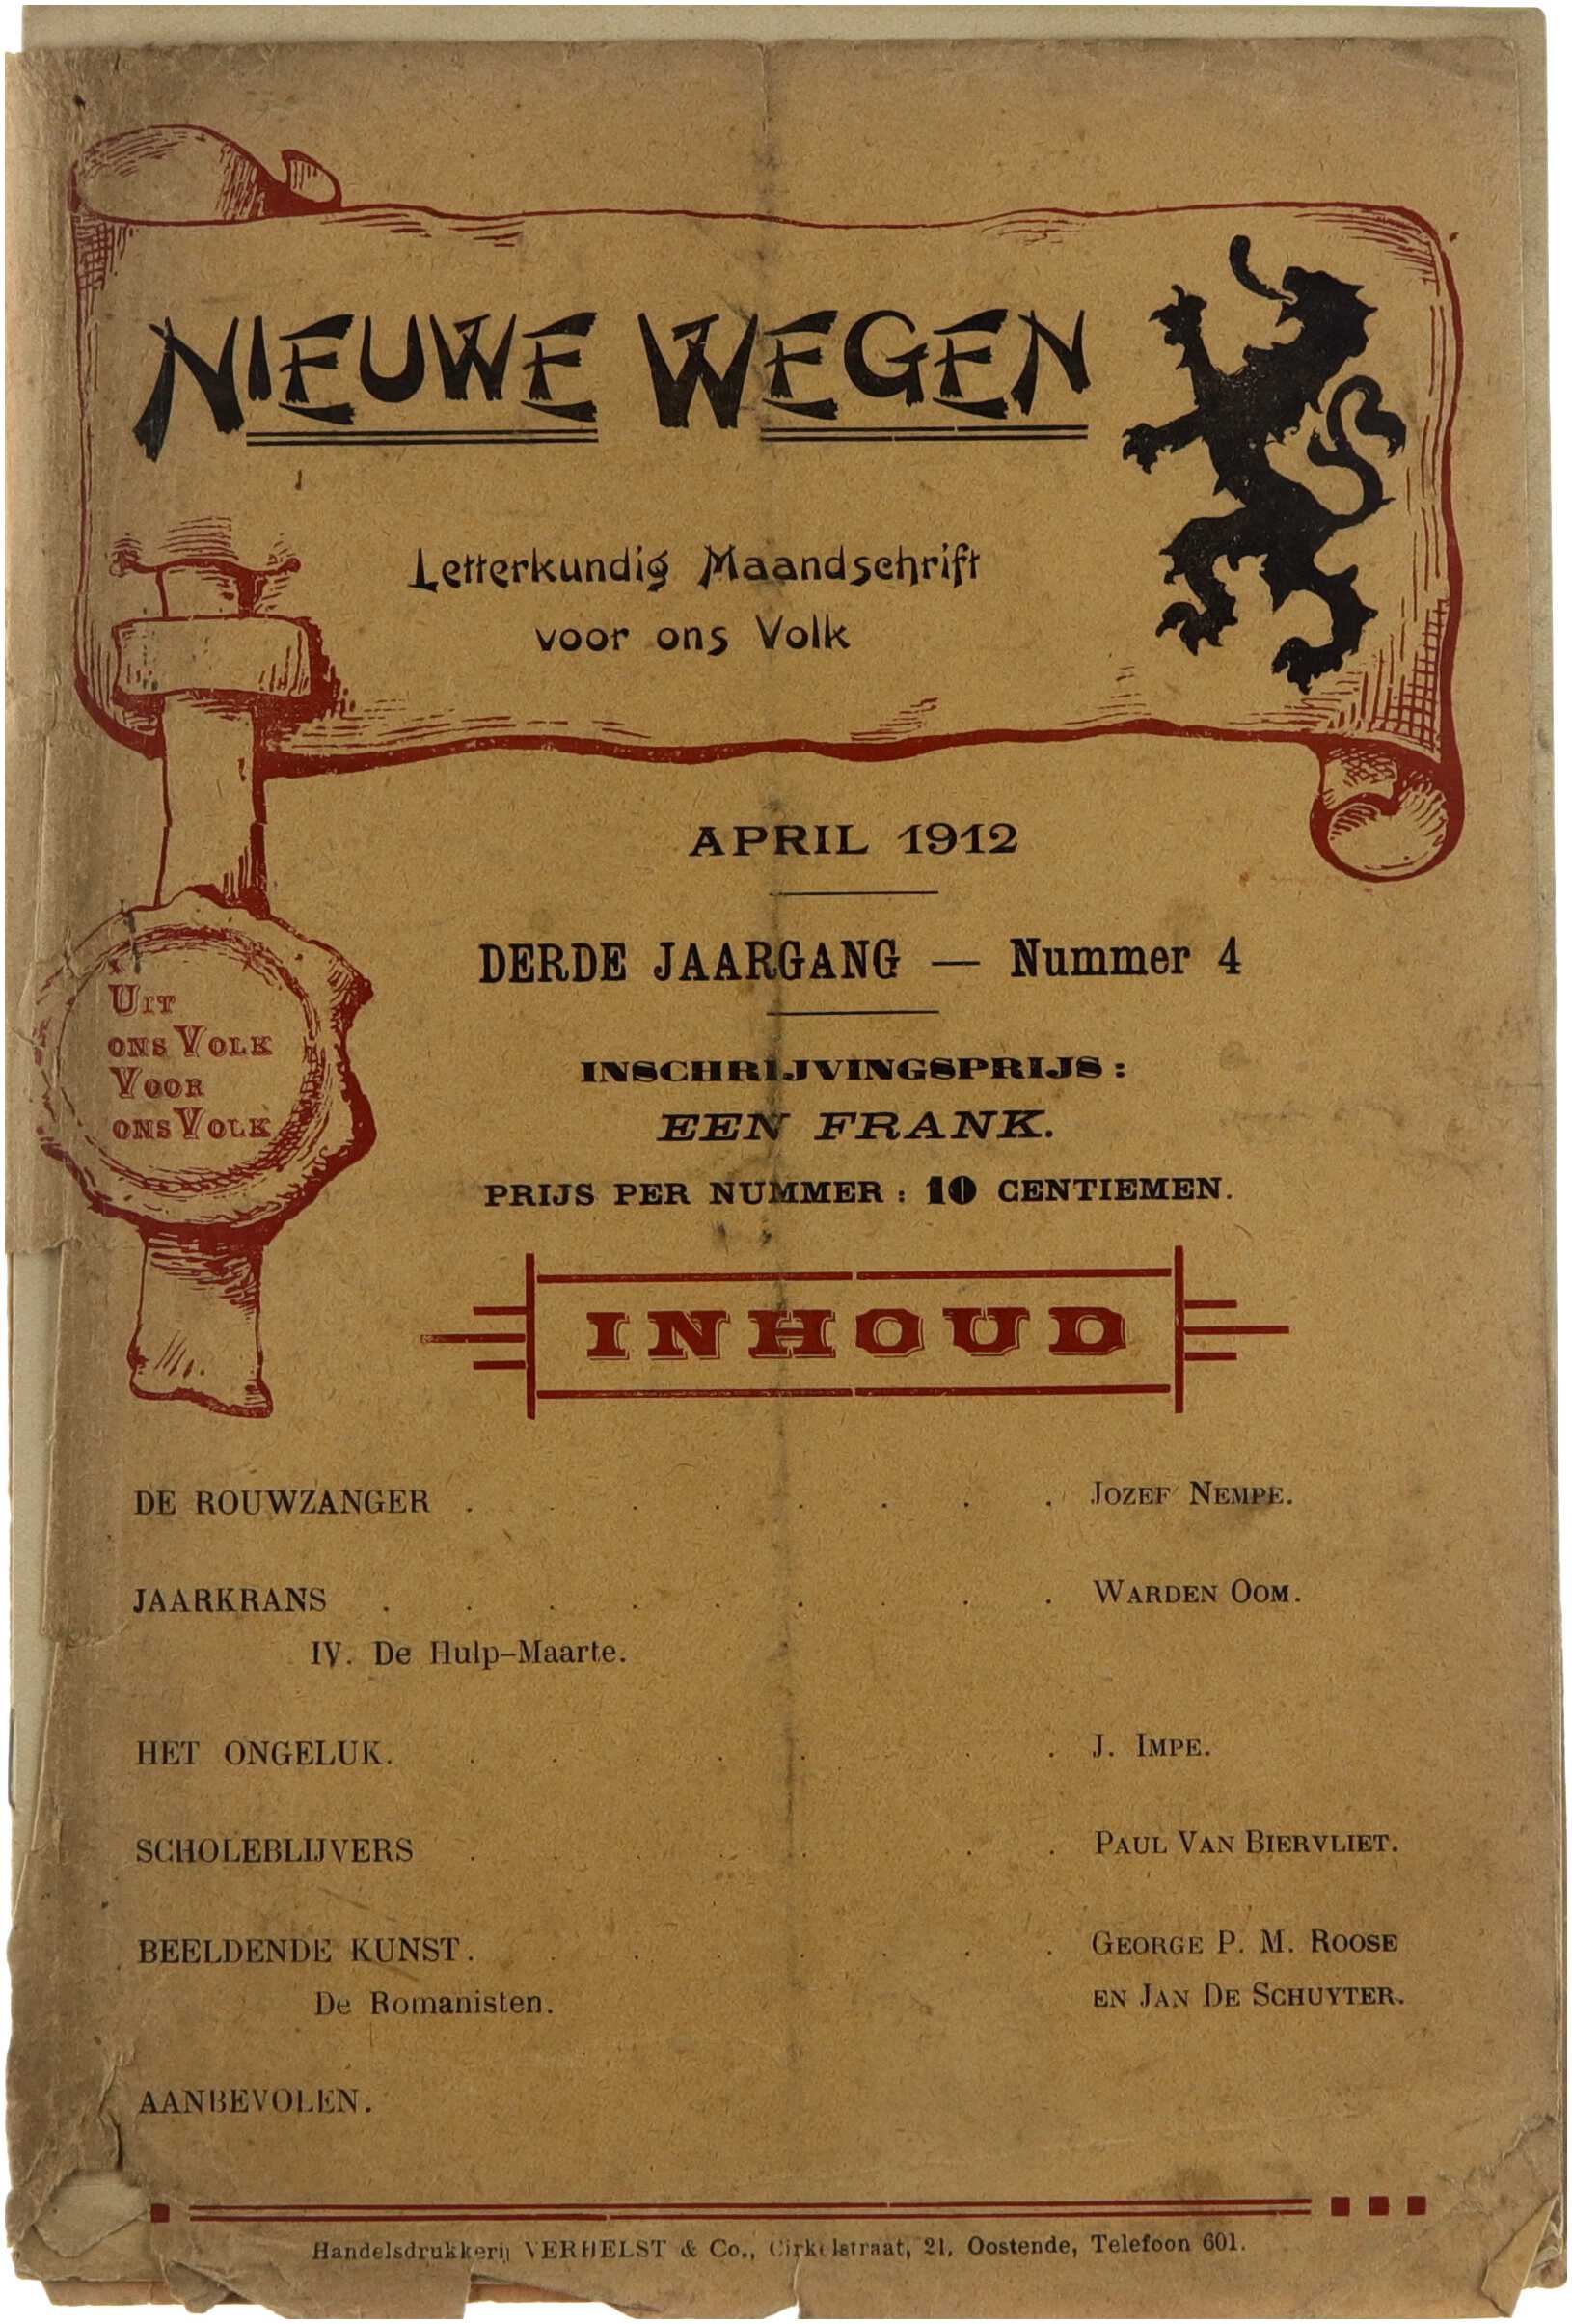 NIEUWE WEGEN
Letterkundig Maandschrift
voor ons Volk
APRIL 1912
DERDE JAARGANG — Nummer 4
UIT
ONS VOLK
VOOR
ONS VOLK
INSCHRIJVINGSPRIJS :
EEN FRANK.
PRIJS PER NUMMER : 10 CENTIEMEN.
INHOUD
DE ROUWZANGER . . . . . . . . JOZEF NEMPE.
JAARKRANS . . . . . . . . . WARDEN OOM.
IV. De Hulp-Maarte.
HET ONGELUK. . . . . . . . . J. IMPE.
SCHOLEBLIJVERS . . . . . . . . PAUL VAN BIERVLIET.
BEELDENDE KUNST. . . . . . . . GEORGE P. M. ROOSE
De Romanisten. EN JAN DE SCHUYTER.
AANBEVOLEN.
Handelsdrukkerij VERHELST & Co., Cirkelstraat, 21, Oostende, Telefoon 601.